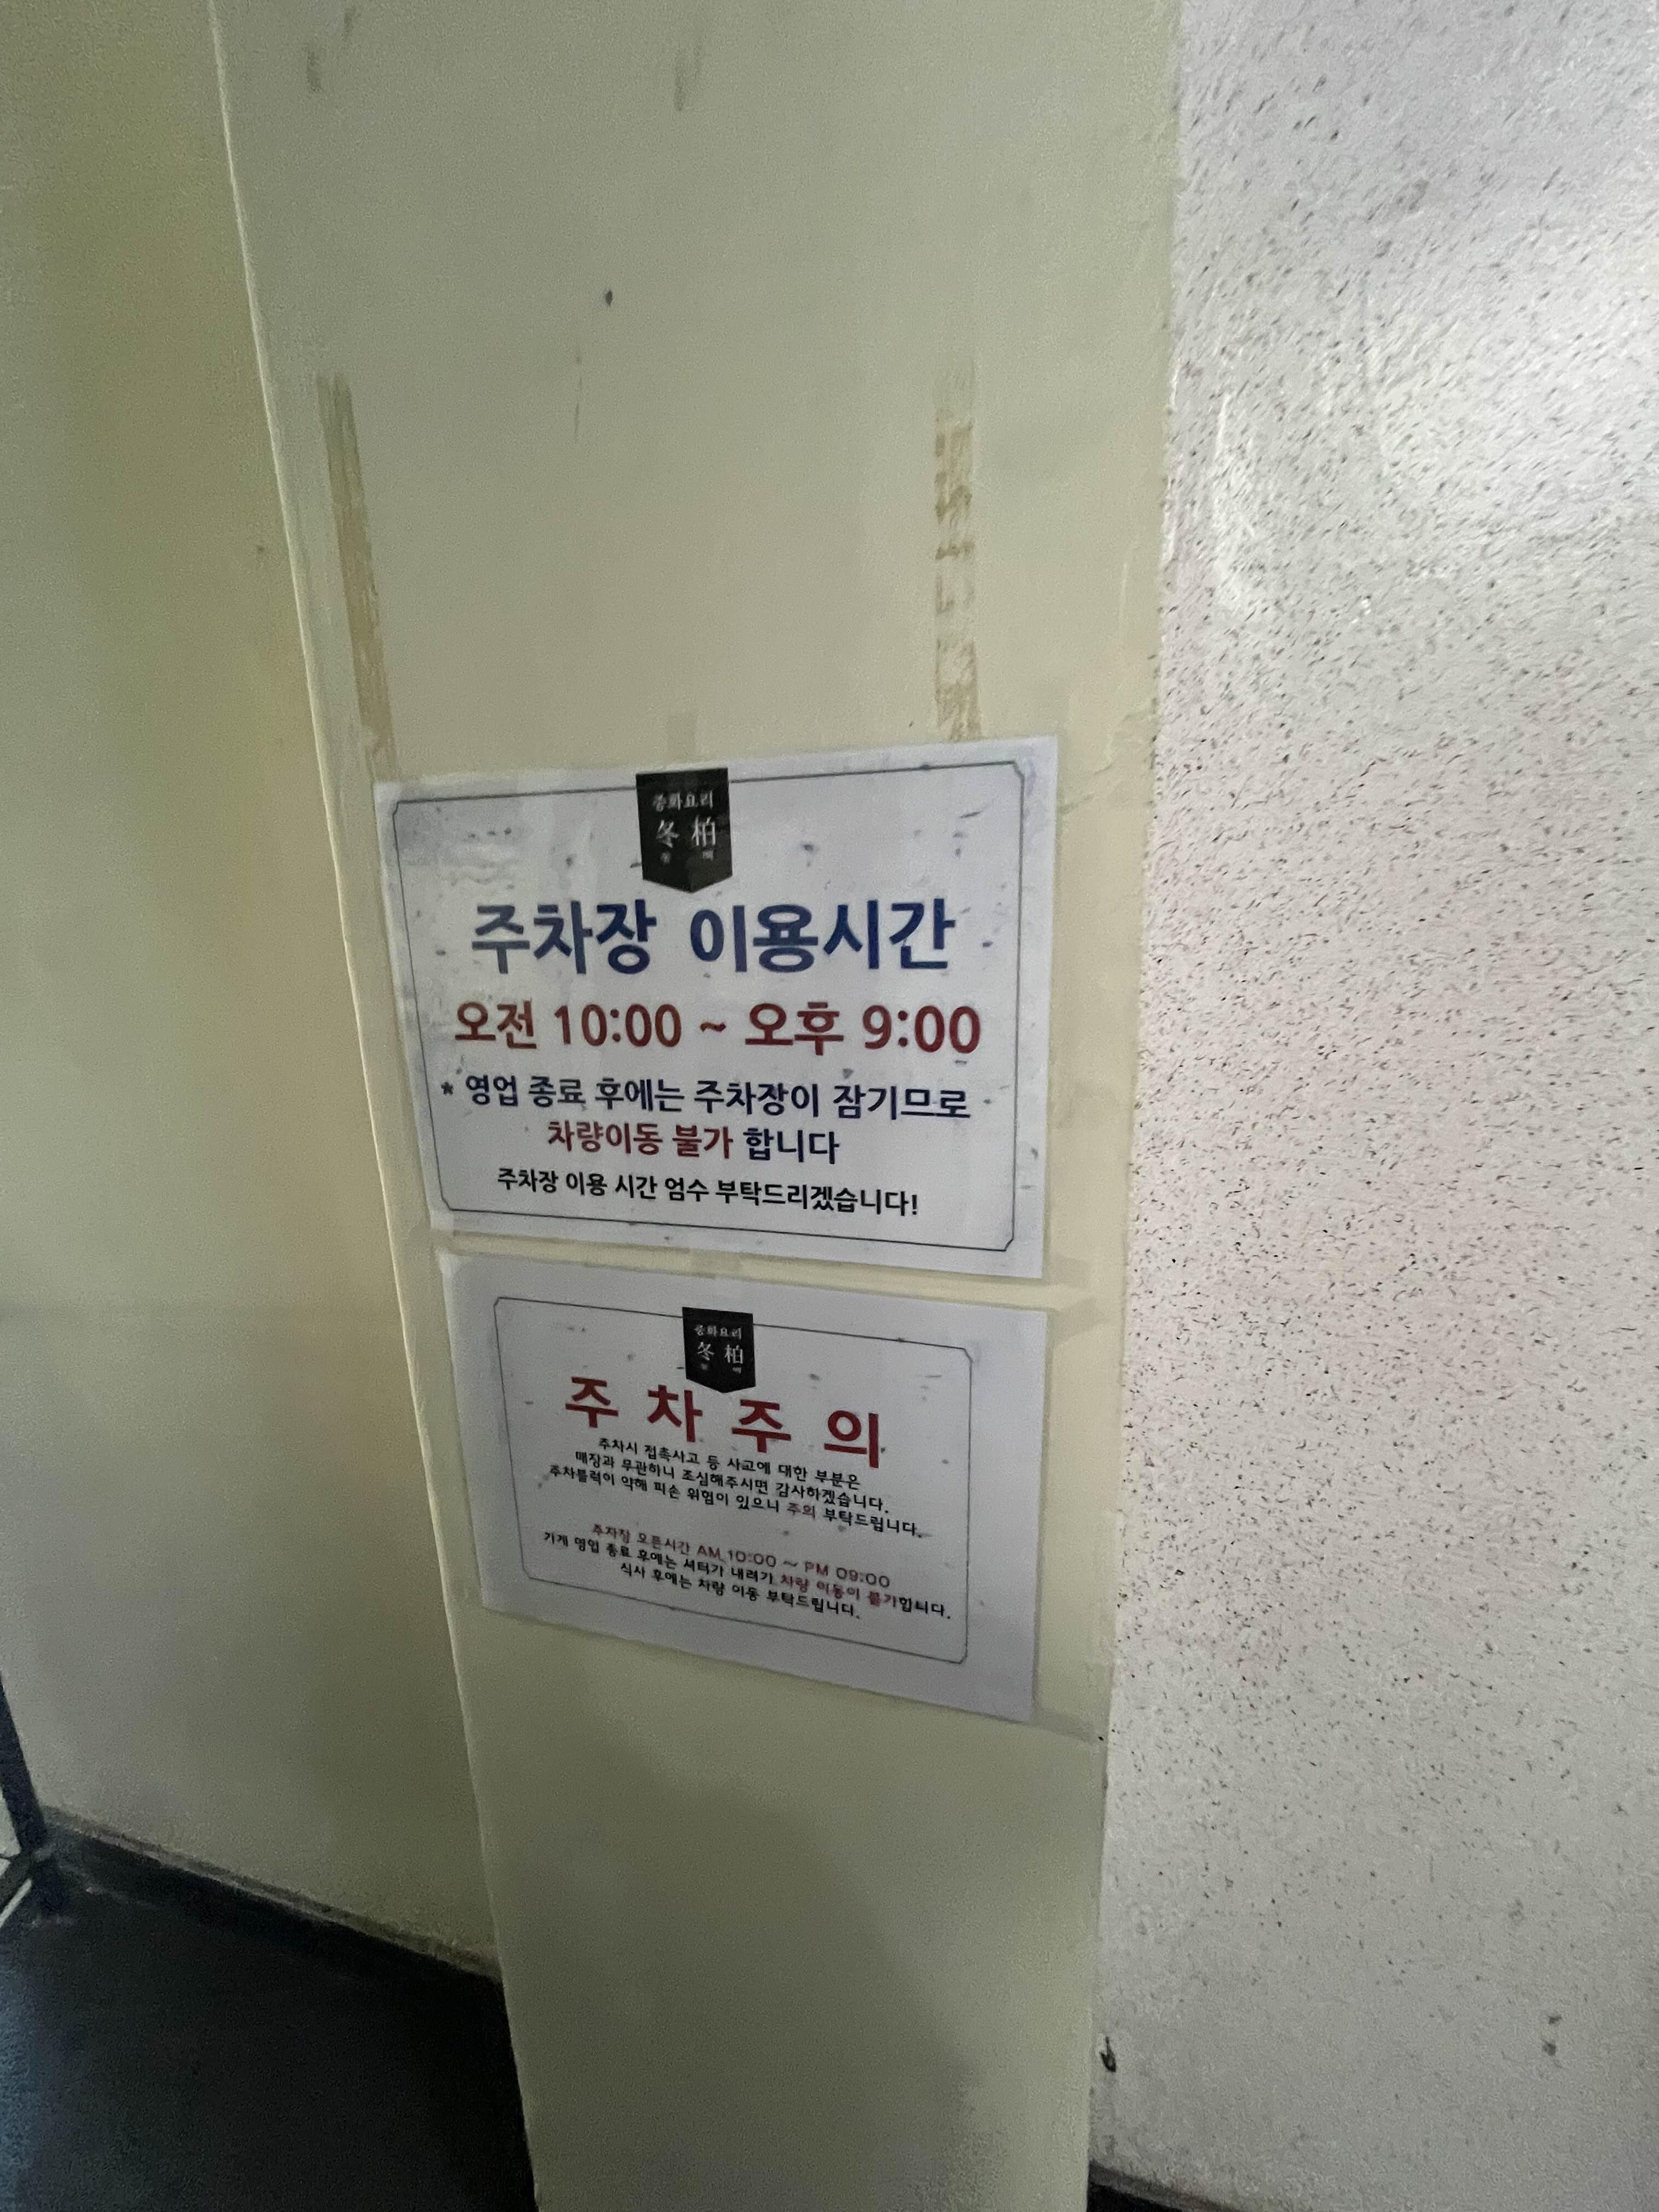 중화요리
冬柏
동백
주차장 이용시간
오전 10:00 ~ 오후 9:00
* 영업 종료 후에는 주차장이 잠기므로
차량이동 불가 합니다
주차장 이용 시간 엄수 부탁드리겠습니다!
중화요리
冬柏
주차주의
주차시 접촉사고 등 사고에 대한 부분은
매장과 무관하니 조심해주시면 감사하겠습니다.
주차블럭이 약해 파손 위험이 있으니 주의 부탁드립니다.
주차장 오픈시간 AM 10:00 ~ PM 09:00
가게 영업 종료 후에는 셔터가 내려가 차량 이동이 불가합니다.
식사 후에는 차량 이동 부탁드립니다.